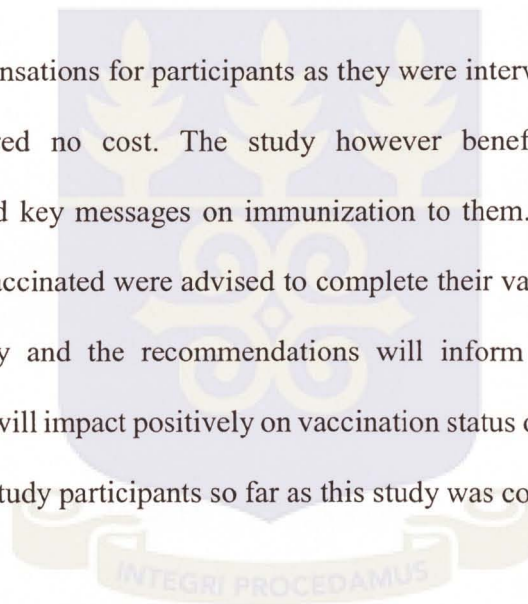 nsations for participants as they were interv
ed no cost. The study however benef
d key messages on immunization to them.
accinated were advised to complete their va
y and the recommendations will inform
will impact positively on vaccination status o
tudy participants so far as this study was co
INTEGRI PROCEDAMUS